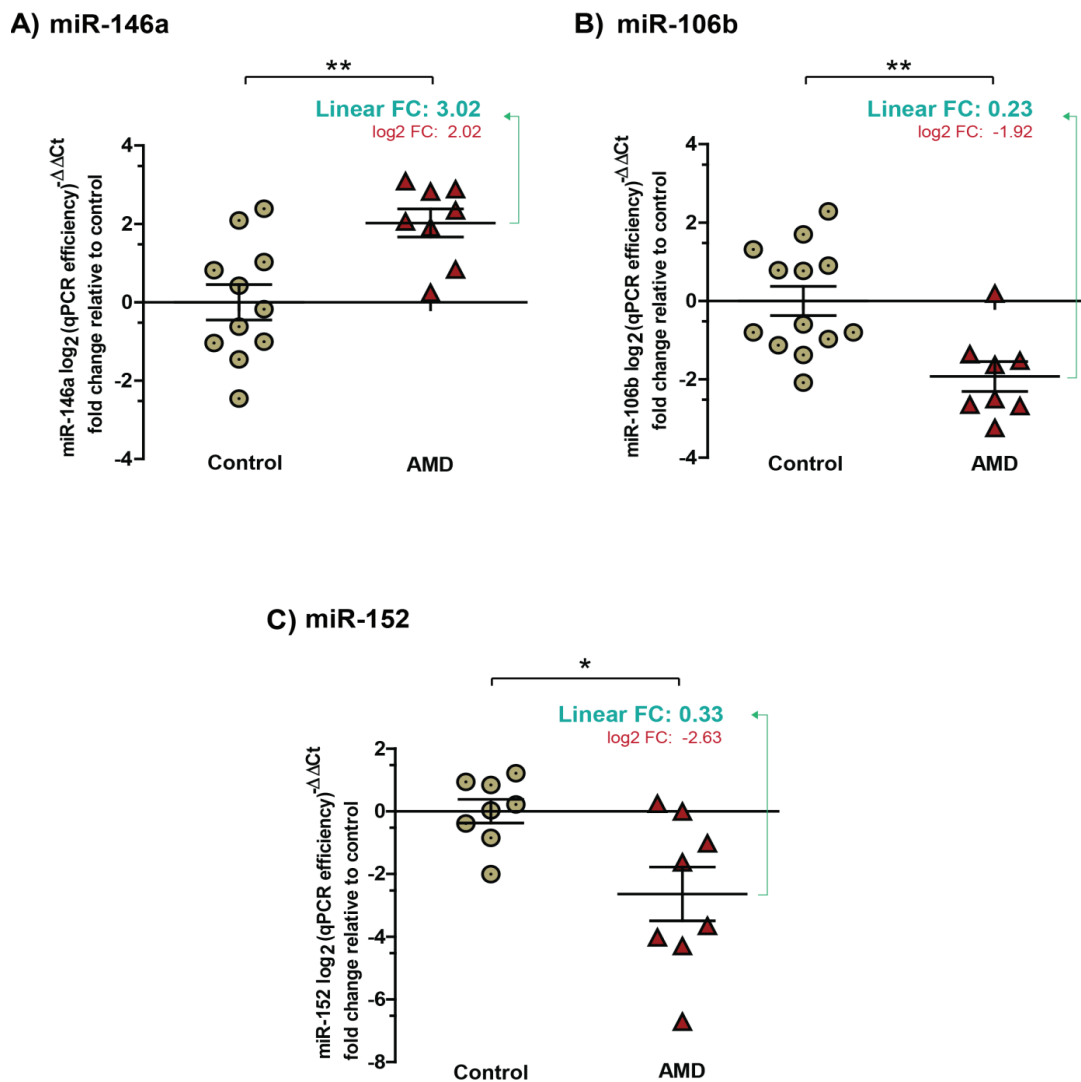 A) miR-146a
**
Linear FC: 3.02
log2 FC: 2.02
miR-146a log2 (qPCR efficiency)-ΔΔCt
fold change relative to control
4
2
0
-2
-4
Control
AMD
B) miR-106b
**
Linear FC: 0.23
log2 FC: -1.92
miR-106b log2 (qPCR efficiency)-ΔΔCt
fold change relative to control
4
2
0
-2
-4
Control
AMD
C) miR-152
*
Linear FC: 0.33
log2 FC: -2.63
miR-152 log2 (qPCR efficiency)-ΔΔCt
fold change relative to control
2
0
-2
-4
-6
-8
Control
AMD